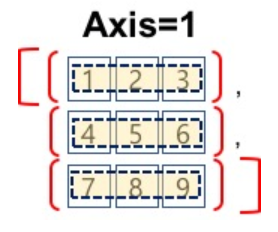 Axis=1
[ ( 1 2 3 ) ,
( 4 5 6 ) ,
( 7 8 9 ) ]